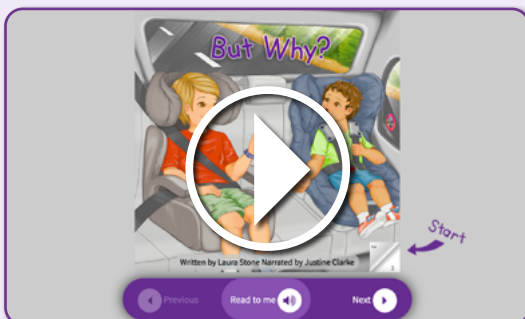 But Why?
Written by Laura Stone Narrated by Justine Clarke
Start
Previous
Read to me
Next